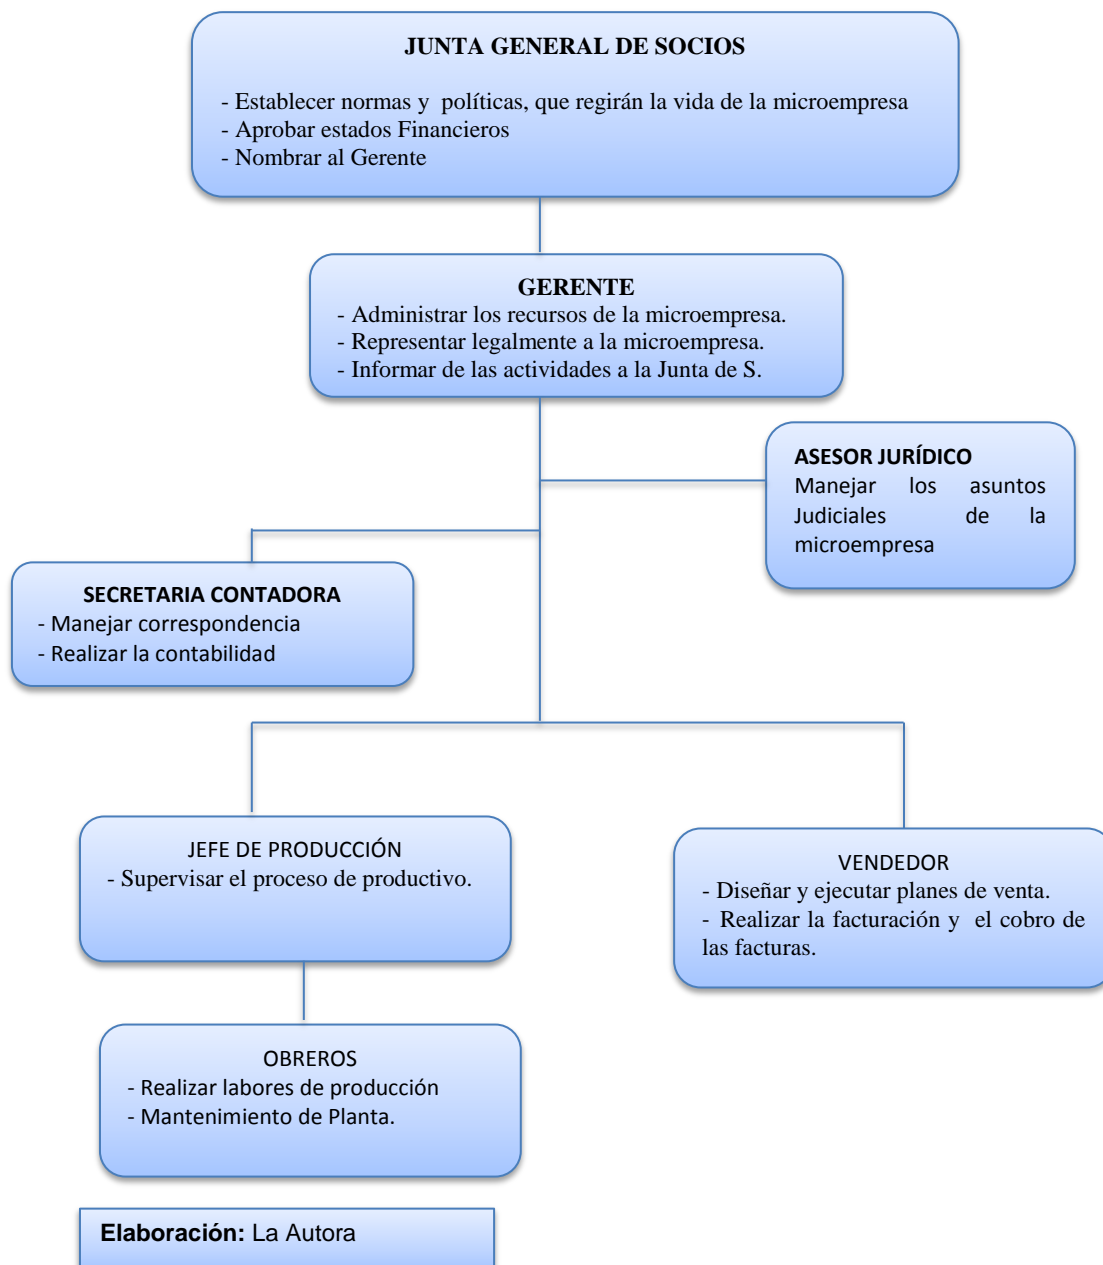 JUNTA GENERAL DE SOCIOS
- Establecer normas y políticas, que regirán la vida de la microempresa
- Aprobar estados Financieros
- Nombrar al Gerente
GERENTE
- Administrar los recursos de la microempresa.
- Representar legalmente a la microempresa.
- Informar de las actividades a la Junta de S.
ASESOR JURÍDICO
Manejar los asuntos
Judiciales de la
microempresa
SECRETARIA CONTADORA
- Manejar correspondencia
- Realizar la contabilidad
JEFE DE PRODUCCIÓN
- Supervisar el proceso de productivo.
VENDEDOR
- Diseñar y ejecutar planes de venta.
- Realizar la facturación y el cobro de
las facturas.
OBREROS
- Realizar labores de producción
- Mantenimiento de Planta.
Elaboración: La Autora